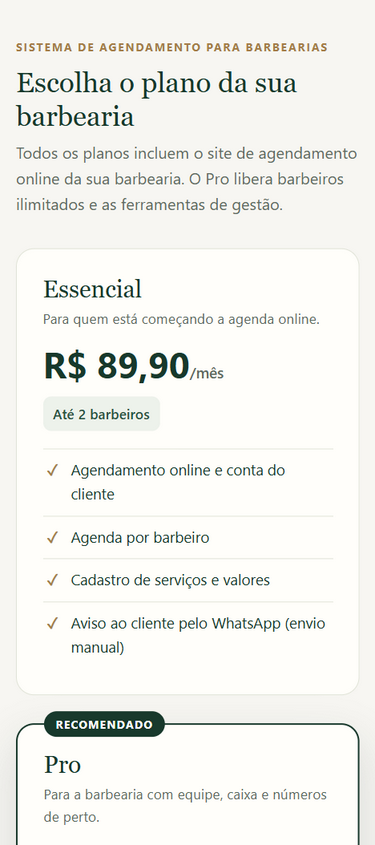 SISTEMA DE AGENDAMENTO PARA BARBEARIAS
Escolha o plano da sua
barbearia
Todos os planos incluem o site de agendamento
online da sua barbearia. O Pro libera barbeiros
ilimitados e as ferramentas de gestão.
Essencial
Para quem está começando a agenda online.
R$ 89,90/mês
Até 2 barbeiros
✓ Agendamento online e conta do
cliente
✓ Agenda por barbeiro
✓ Cadastro de serviços e valores
✓ Aviso ao cliente pelo WhatsApp (envio
manual)
RECOMENDADO
Pro
Para a barbearia com equipe, caixa e números
de perto.